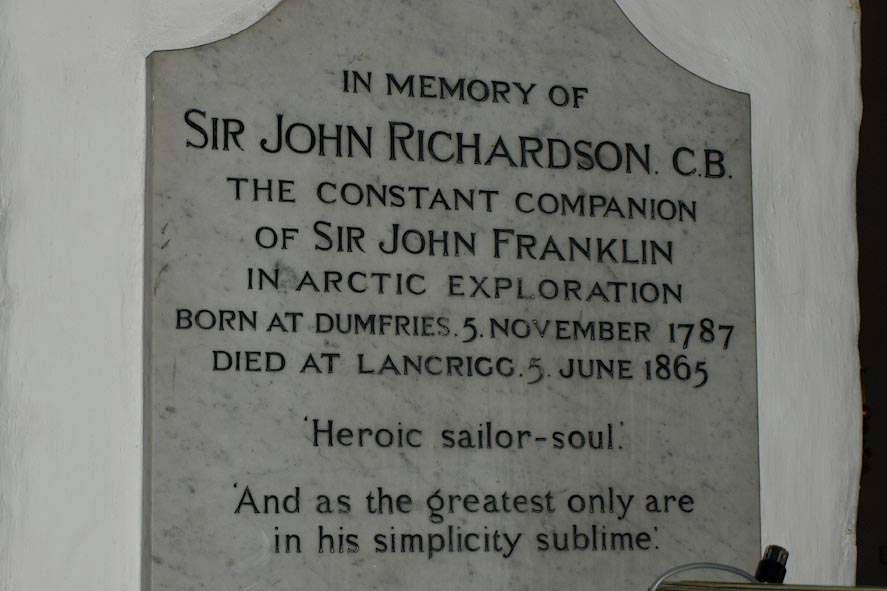 IN MEMORY OF
SIR JOHN RICHARDSON. C.B.
THE CONSTANT COMPANION
OF SIR JOHN FRANKLIN
IN ARCTIC EXPLORATION
BORN AT DUMFRIES. 5. NOVEMBER 1787
DIED AT LANCRIGG. 5. JUNE 1865
'Heroic sailor-soul.'
'And as the greatest only are
in his simplicity sublime.'